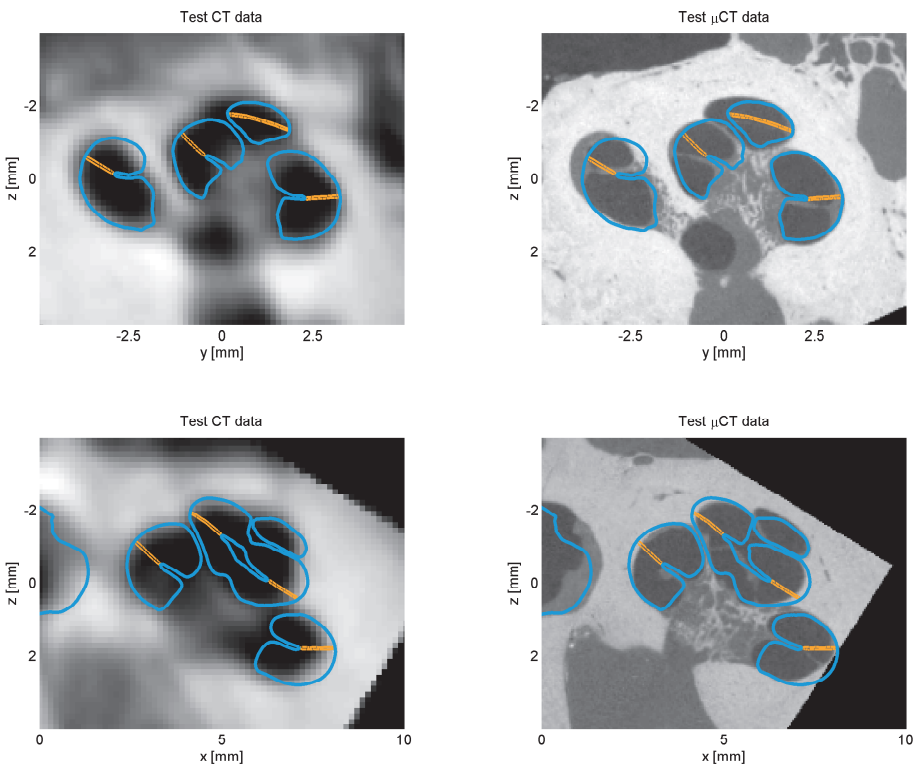 Test CT data
Test μCT data
-2
0
2
z [mm]
-2.5
0
2.5
y [mm]
-2
0
2
z [mm]
-2.5
0
2.5
y [mm]
Test CT data
Test μCT data
-2
0
2
z [mm]
0
5
10
x [mm]
-2
0
2
z [mm]
0
5
10
x [mm]